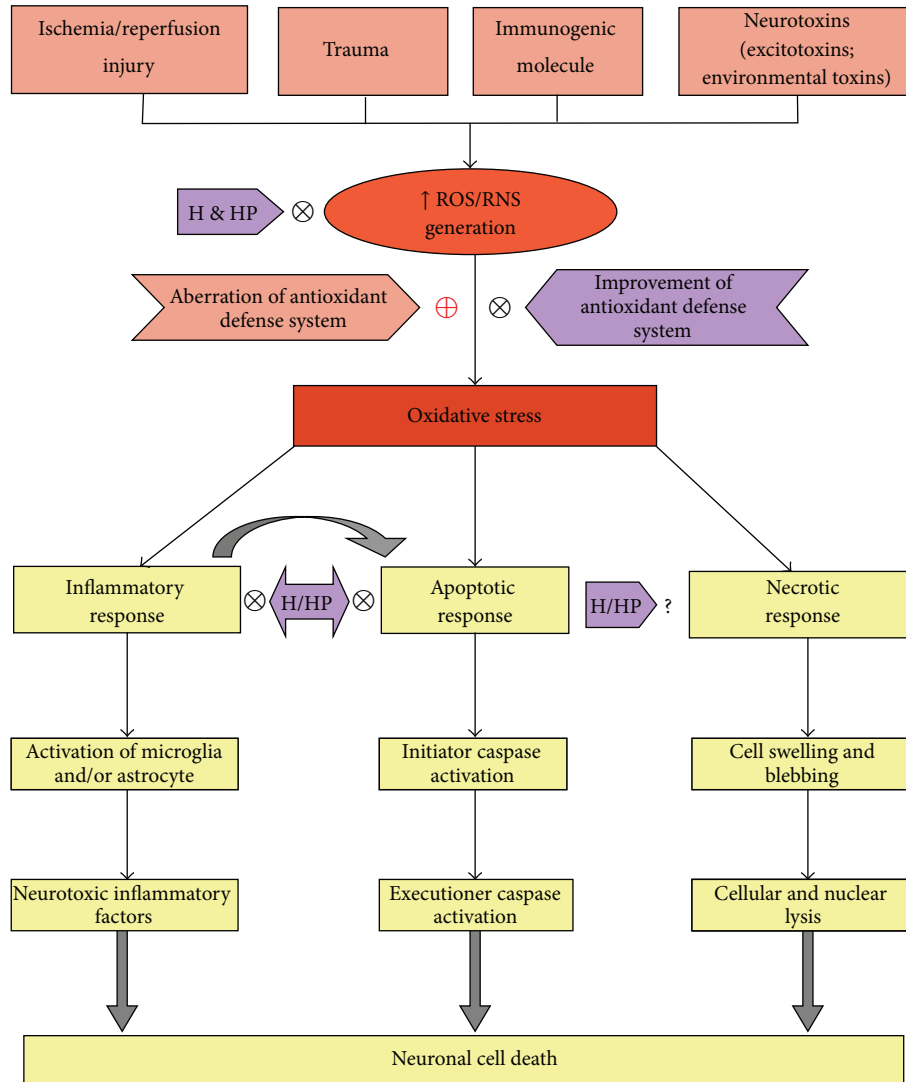 Ischemia/reperfusion
injury
Trauma
Immunogenic
molecule
Neurotoxins
(excitotoxins;
environmental toxins)
H & HP
⊗
↑ ROS/RNS
generation
Aberration of antioxidant
defense system
⊕
⊗
Improvement of
antioxidant defense
system
Oxidative stress
Inflammatory
response
⊗
H/HP
⊗
Apoptotic
response
H/HP
?
Necrotic
response
Activation of microglia
and/or astrocyte
Initiator caspase
activation
Cell swelling and
blebbing
Neurotoxic inflammatory
factors
Executioner caspase
activation
Cellular and nuclear
lysis
Neuronal cell death